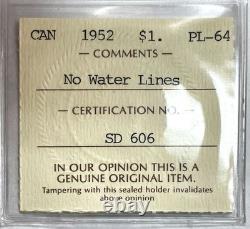 CAN 1952 $1. PL-64
COMMENTS
No Water Lines
CERTIFICATION NO.
SD 606
IN OUR OPINION THIS IS A
GENUINE ORIGINAL ITEM.
Tampering with this sealed holder invalidates
above opinion